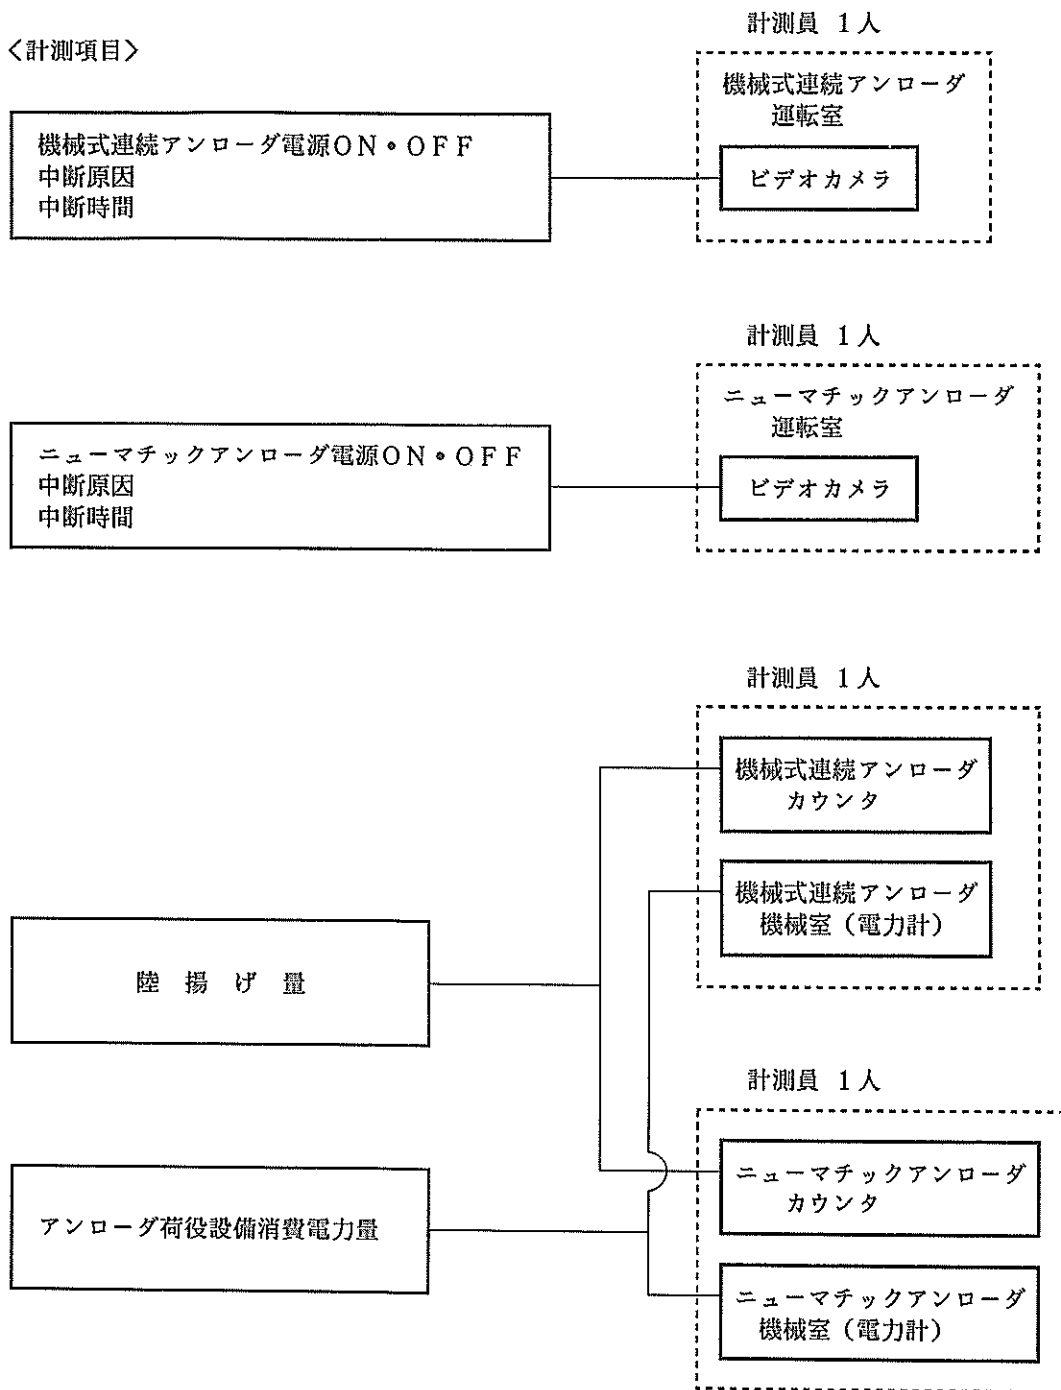 <計測項目>
計測員 1人
機械式連続アンローダ
運転室
機械式連続アンローダ電源ON・OFF
中断原因
中断時間
ビデオカメラ
計測員 1人
ニューマチックアンローダ
運転室
ニューマチックアンローダ電源ON・OFF
中断原因
中断時間
ビデオカメラ
計測員 1人
機械式連続アンローダ
カウンタ
機械式連続アンローダ
機械室(電力計)
陸 揚 げ 量
計測員 1人
ニューマチックアンローダ
カウンタ
アンローダ荷役設備消費電力量
ニューマチックアンローダ
機械室(電力計)